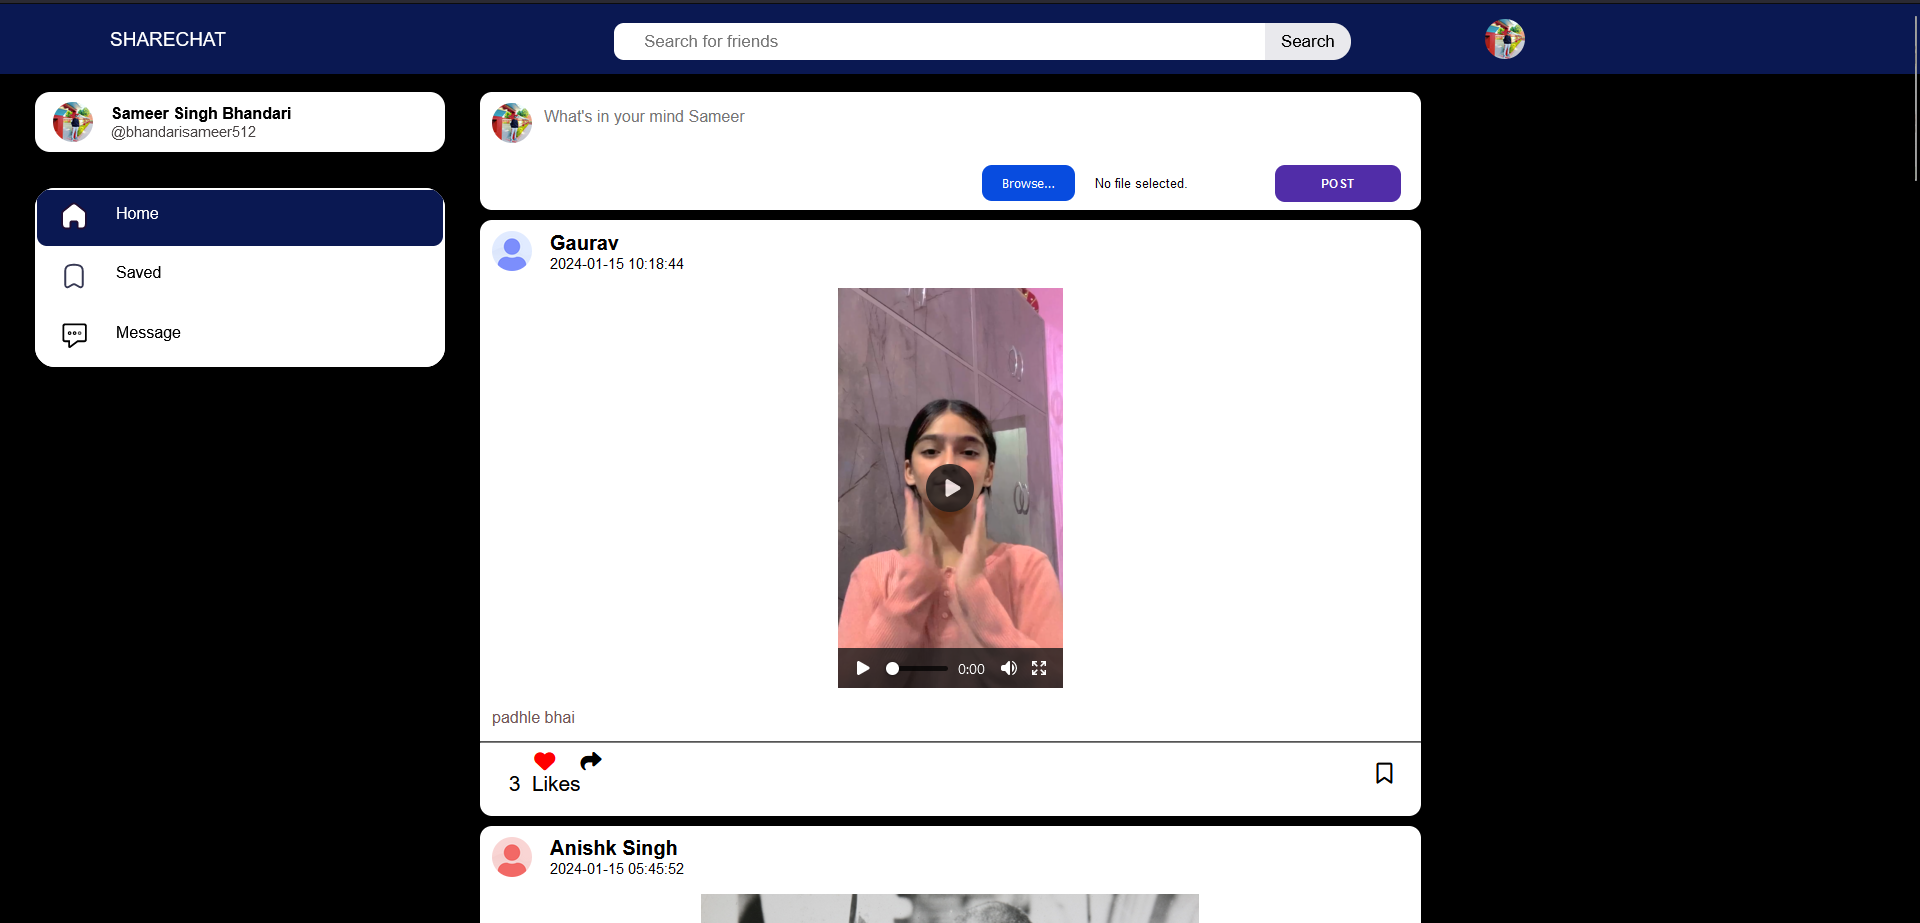 SHARECHAT
Search for friends
Search
Sameer Singh Bhandari
@bhandarisameer512
Home
Saved
Message
What's in your mind Sameer
Browse...
No file selected.
POST
Gaurav
2024-01-15 10:18:44
0:00
padhle bhai
3 Likes
Anishk Singh
2024-01-15 05:45:52